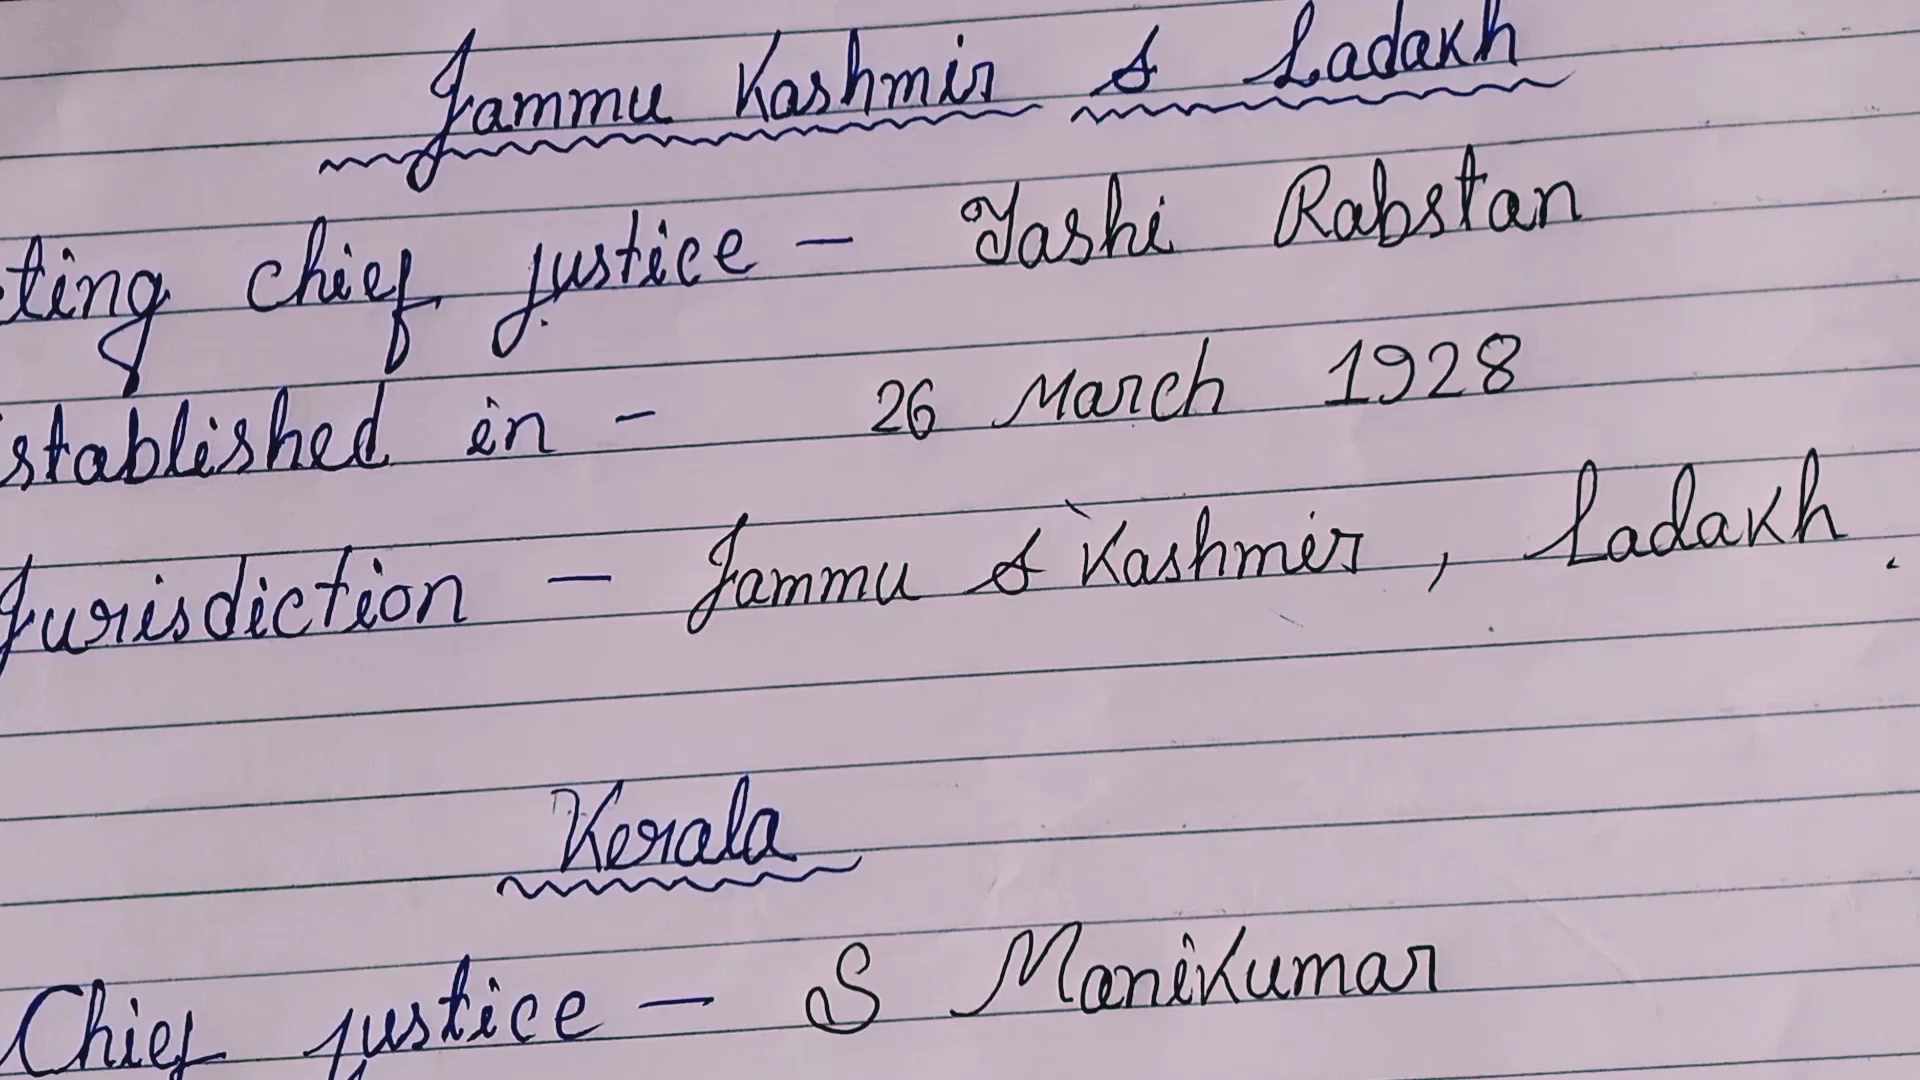 Jammu Kashmir & Ladakh
ting chief justice - Tashi Rabstan
stablished in - 26 March 1928
Jurisdiction - Jammu & Kashmir, Ladakh.
Kerala
Chief justice - S Manikumar